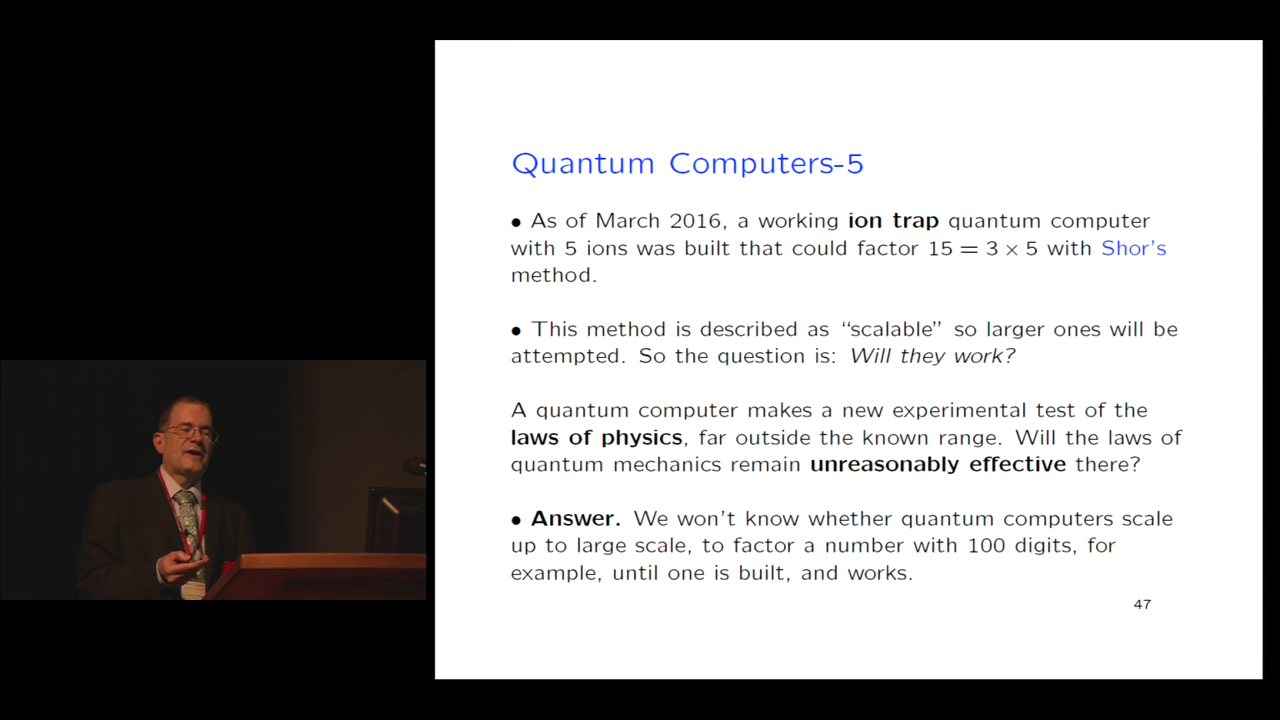 Quantum Computers-5
• As of March 2016, a working ion trap quantum computer
with 5 ions was built that could factor 15 = 3 × 5 with Shor's
method.
• This method is described as “scalable” so larger ones will be
attempted. So the question is: Will they work?
A quantum computer makes a new experimental test of the
laws of physics, far outside the known range. Will the laws of
quantum mechanics remain unreasonably effective there?
• Answer. We won't know whether quantum computers scale
up to large scale, to factor a number with 100 digits, for
example, until one is built, and works.
47